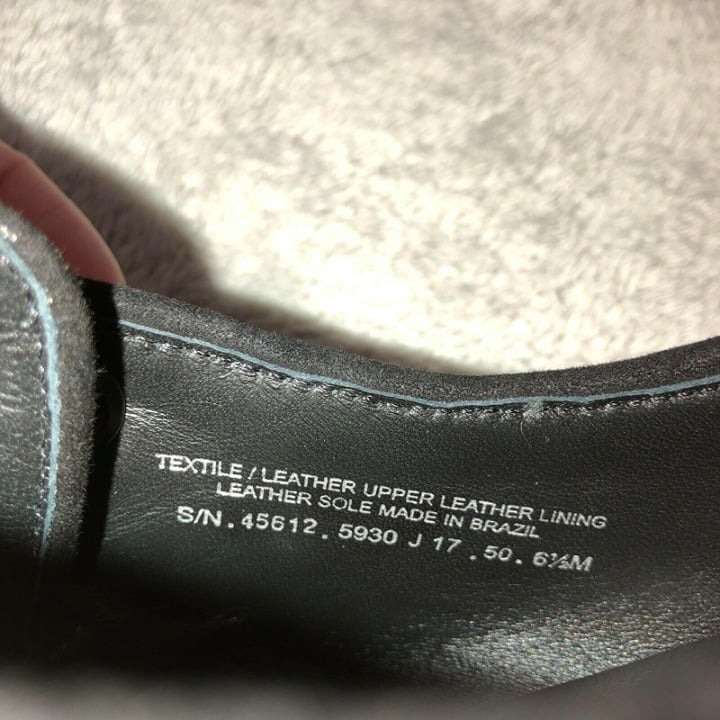 TEXTILE / LEATHER UPPER LEATHER LINING
LEATHER SOLE MADE IN BRAZIL
S/N . 45612 . 5930 J 17 . 50 . 6½M